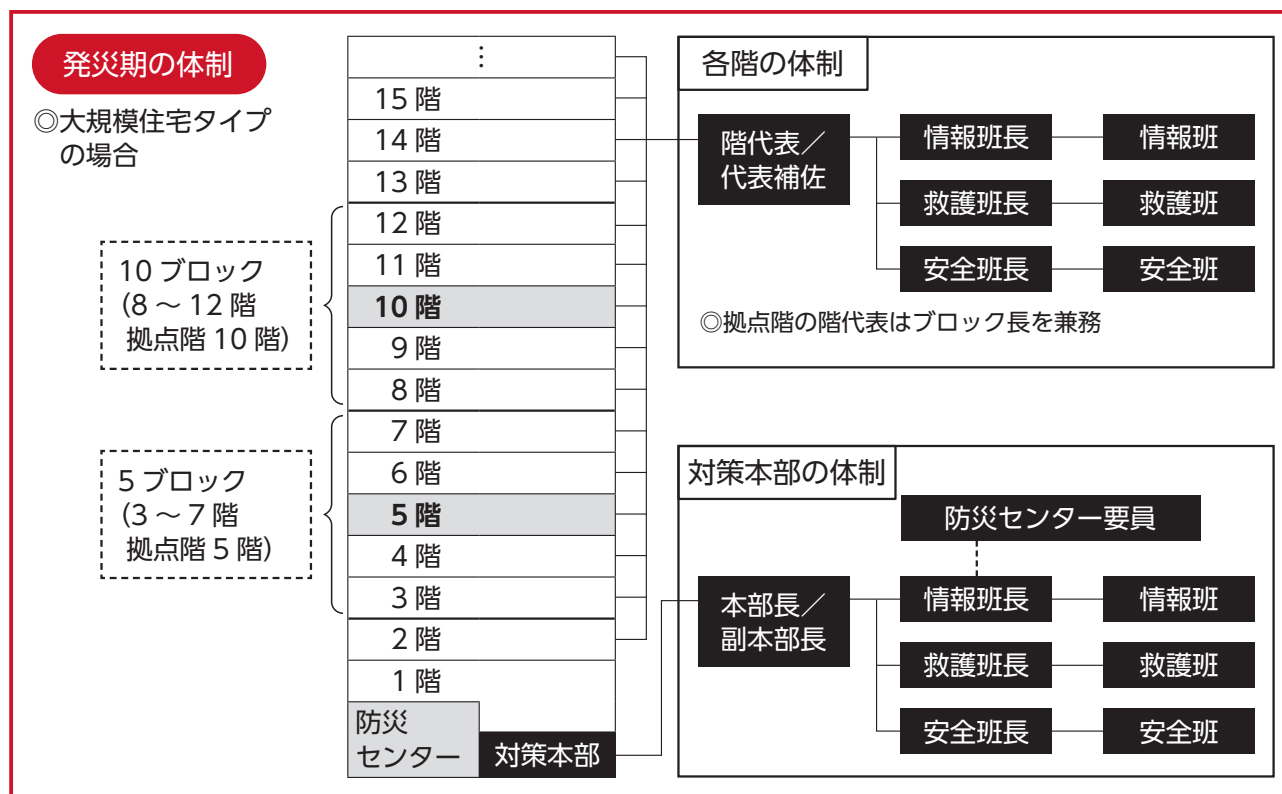 発災期の体制
◎大規模住宅タイプ
の場合
10 ブロック
(8 ~ 12 階
拠点階 10 階)
5 ブロック
(3 ~ 7 階
拠点階 5 階)
⋮
15 階
14 階
13 階
12 階
11 階
10 階
9 階
8 階
7 階
6 階
5 階
4 階
3 階
2 階
1 階
防災
センター
対策本部
各階の体制
階代表/
代表補佐
情報班長
情報班
救護班長
救護班
安全班長
安全班
◎拠点階の階代表はブロック長を兼務
対策本部の体制
防災センター要員
本部長/
副本部長
情報班長
情報班
救護班長
救護班
安全班長
安全班